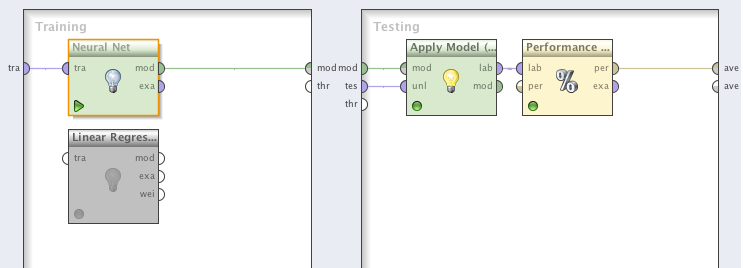 Training
Testing
Neural Net
tra
tra
mod
exa
mod
thr
Linear Regres...
tra
mod
exa
wei
mod
tes
thr
Apply Model (...
mod
unl
lab
mod
Performance ...
lab
per
per
exa
%
ave
ave